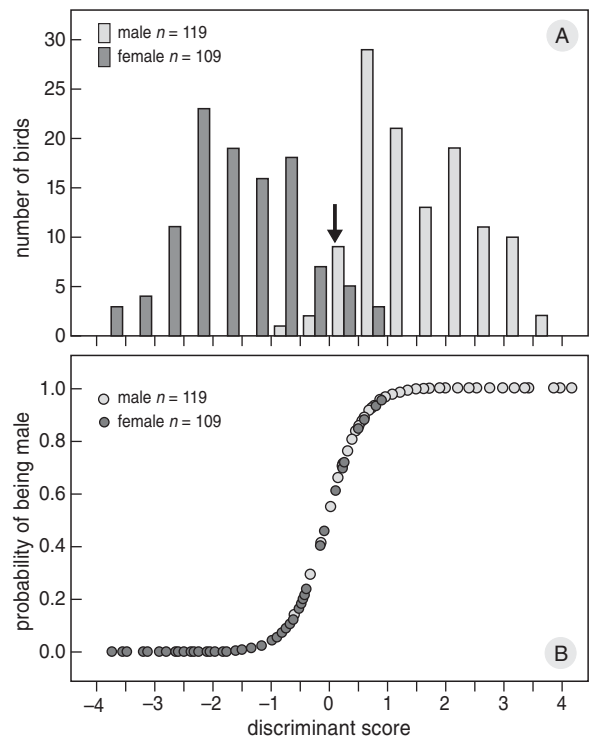 male n = 119
female n = 109
A
30
25
20
15
10
5
0
number of birds
male n = 119
female n = 109
1.0
0.8
0.6
0.4
0.2
0.0
probability of being male
B
–4 –3 –2 –1 0 1 2 3 4
discriminant score